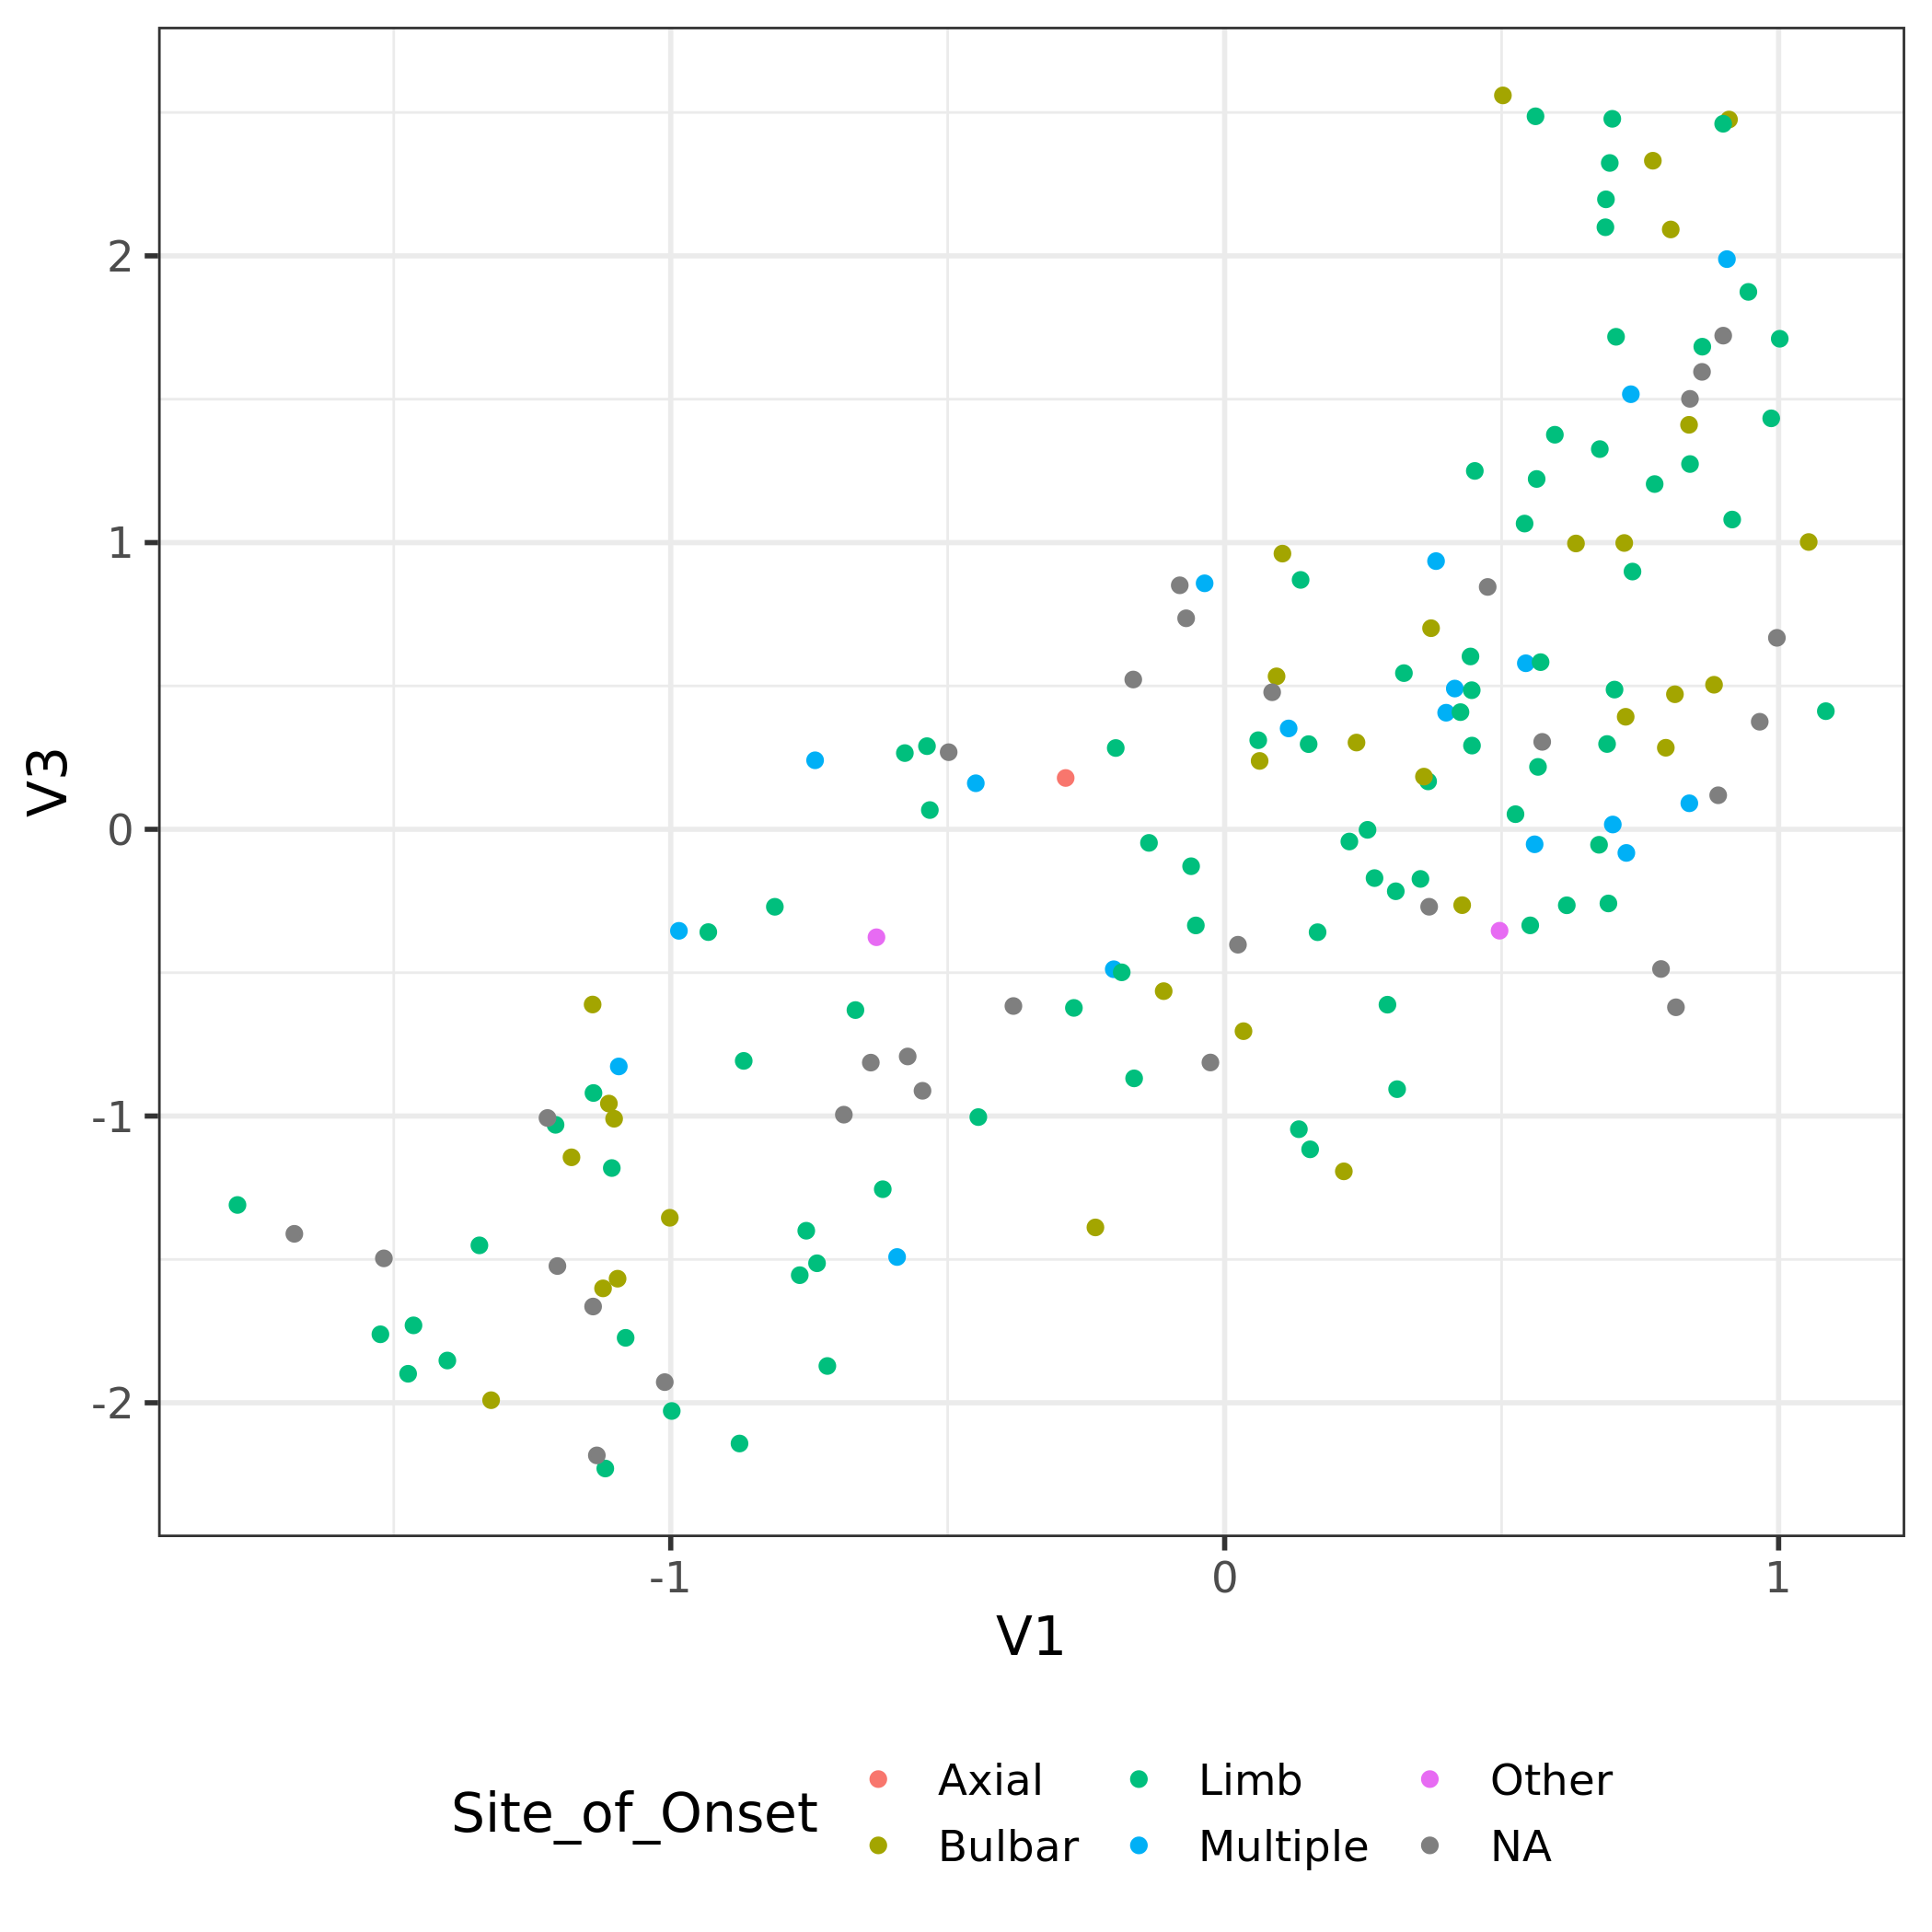 V3
2
1
0
-1
-2
-1 0 1
V1
Site_of_Onset
Axial Limb Other
Bulbar Multiple NA